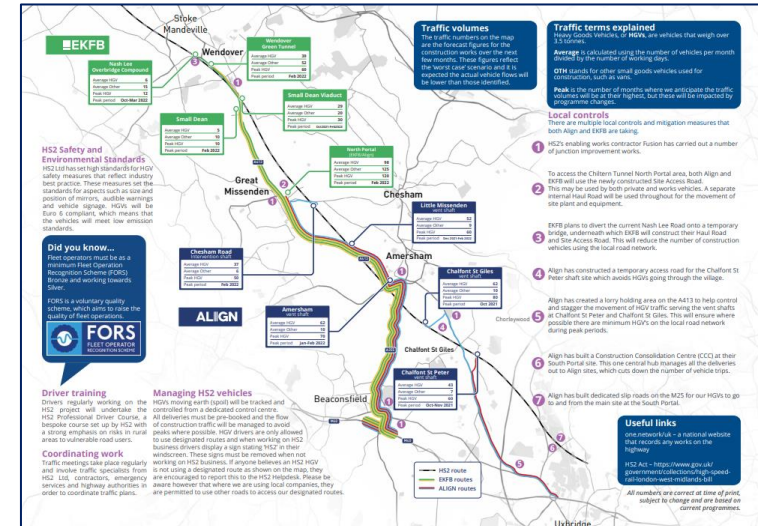 Stoke
Mandeville
EKFB
Wendover
Nash Lee
Overbridge Compound
Average HGV 6
Average Other 15
Peak HGV 12
Peak period Oct-Mar 2022
Wendover
Green Tunnel
Average HGV 39
Average Other 52
Peak HGV 60
Peak period Feb 2022
Small Dean
Average HGV 5
Average Other 10
Peak HGV 10
Peak period Feb 2022
Small Dean Viaduct
Average HGV 29
Average Other 29
Peak HGV 30
Peak period
North Portal
Average HGV 98
Average Other 125
Peak HGV 120
Peak period Feb 2022
Great
Missenden
Chesham
Little Missenden
vent shaft
Average HGV 32
Average Other 9
Peak HGV 60
Peak period
Chesham Road
Intervention shaft
Average HGV 37
Average Other 6
Peak HGV 50
Peak period Feb 2022
Amersham
Amersham
vent shaft
Average HGV 62
Average Other 10
Peak HGV 70
Peak period Jan-Feb 2022
Chalfont St Giles
vent shaft
Average HGV 62
Average Other 10
Peak HGV 80
Peak period Oct 2021
Chorleywood
Chalfont St Giles
Chalfont St Peter
vent shaft
Average HGV 43
Average Other 7
Peak HGV 60
Peak period Oct-Nov 2021
ALIGN
Beaconsfield
Uxbridge
HS2 route
EKFB routes
ALIGN routes
HS2 Safety and
Environmental Standards
HS2 Ltd has set high standards for HGV
safety measures that reflect industry
best practice. These measures set the
standards for aspects such as size and
position of mirrors, audible warnings
and vehicle signage. HGVs will be
Euro 6 compliant, which means that
the vehicles will meet low emission
standards.
Did you know...
Fleet operators must be as a
minimum Fleet Operation
Recognition Scheme (FORS)
Bronze and working towards
Silver.
FORS is a voluntary quality
scheme, which aims to raise the
quality of fleet operations.
FORS
FLEET OPERATOR
RECOGNITION SCHEME
Driver training
Drivers regularly working on the
HS2 project will undertake the
HS2 Professional Driver Course, a
bespoke course set up by HS2 with
a strong emphasis on risks in rural
areas to vulnerable road users.
Coordinating work
Traffic meetings take place regularly
and involve traffic specialists from
HS2 Ltd, contractors, emergency
services and highway authorities in
order to coordinate traffic plans.
Managing HS2 vehicles
HGV's moving earth (spoil) will be tracked and
controlled from a dedicated control centre.
All deliveries must be pre-booked and the flow
of construction traffic will be managed to avoid
peaks where possible. HGV drivers are only allowed
to use designated routes and when working on HS2
business drivers display a sign stating 'HS2' in their
windscreen. These signs must be removed when not
working on HS2 business. If anyone believes an HS2 HGV
is not using a designated route as shown on the map, they
are encouraged to report this to the HS2 Helpdesk. Please be
aware however that where we are using local companies, they
are permitted to use other roads to access our designated routes.
Traffic volumes
The traffic numbers on the map
are the forecast figures for the
construction works over the next
few months. These figures reflect
the 'worst case' scenario and it is
expected the actual vehicle flows will
be lower than those identified.
Traffic terms explained
Heavy Goods Vehicles, or HGVs, are vehicles that weigh over
3.5 tonnes.
Average is calculated using the number of vehicles per month
divided by the number of working days.
OTH stands for other small goods vehicles used for
construction, such as vans.
Peak is the number of months where we anticipate the traffic
volumes will be at their highest, but these will be impacted by
programme changes.
Local controls
There are multiple local controls and mitigation measures that
both Align and EKFB are taking.
1 HS2's enabling works contractor Fusion has carried out a number
of junction improvement works.
2 To access the Chiltern Tunnel North Portal area, both Align and
EKFB will use the newly constructed Site Access Road.
This may be used by both private and works vehicles. A separate
internal Haul Road will be used throughout for the movement of
site plant and equipment.
3 EKFB plans to divert the current Nash Lee Road onto a temporary
bridge, underneath which EKFB will construct their Haul Road
and Site Access Road. This will reduce the number of construction
vehicles using the local road network.
4 Align has constructed a temporary access road for the Chalfont St
Peter shaft site which avoids HGVs going through the village.
5 Align has created a lorry holding area on the A413 to help control
and stagger the movement of HGV traffic serving the vent shafts
at Chalfont St Peter and Chalfont St Giles. This will ensure where
possible there are minimum HGV's on the local road network
during peak periods.
6 Align has built a Construction Consolidation Centre (CCC) at their
South Portal site. This one central hub manages all the deliveries
out to Align sites, which cuts down the number of vehicle trips.
7 Align has built dedicated slip roads on the M25 for our HGVs to go
to and from the main site at the South Portal.
Useful links
one.network/uk – a national website
that records any works on the
highway
HS2 Act – https://www.gov.uk/
government/collections/high-speed-
rail-london-west-midlands-bill
All numbers are correct at time of print,
subject to change and are based on
current programmes.